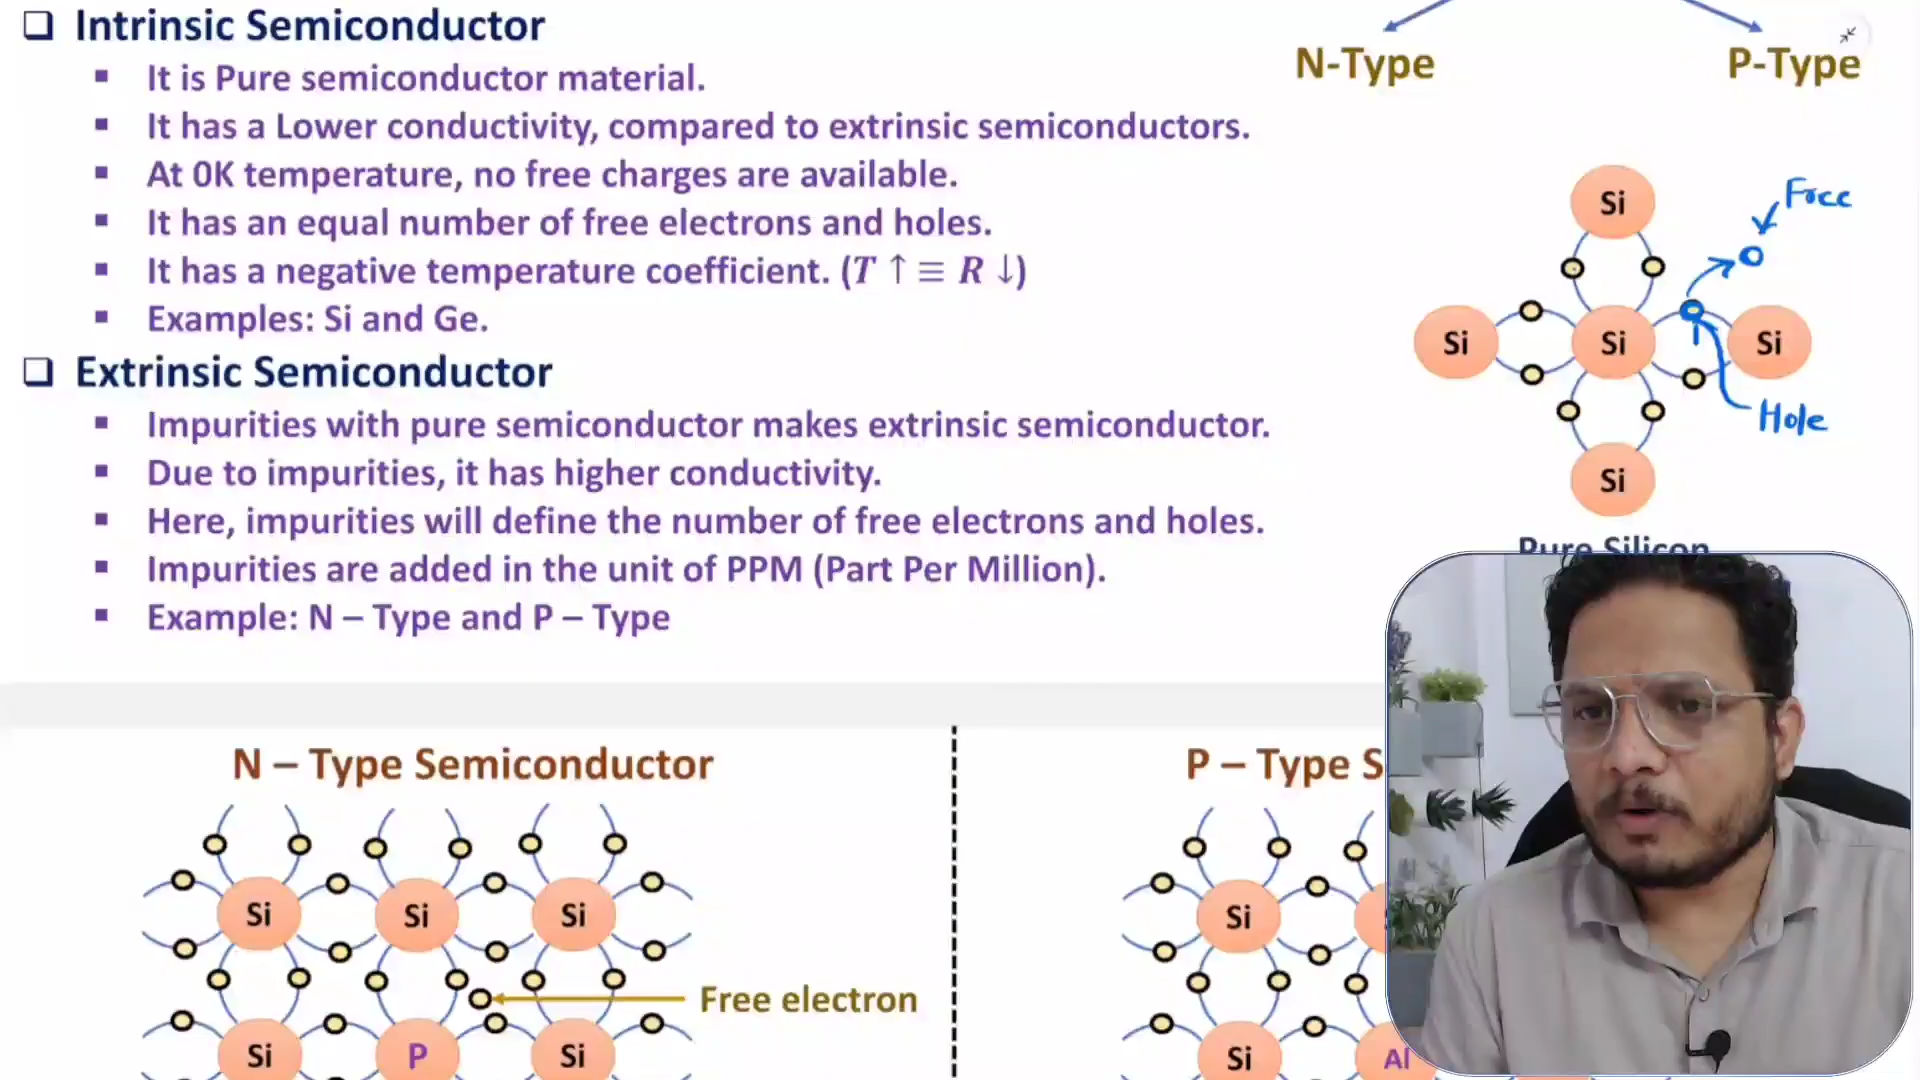 ❑ Intrinsic Semiconductor
▪ It is Pure semiconductor material.
▪ It has a Lower conductivity, compared to extrinsic semiconductors.
▪ At 0K temperature, no free charges are available.
▪ It has an equal number of free electrons and holes.
▪ It has a negative temperature coefficient. (T ↑ ≡ R ↓)
▪ Examples: Si and Ge.
❑ Extrinsic Semiconductor
▪ Impurities with pure semiconductor makes extrinsic semiconductor.
▪ Due to impurities, it has higher conductivity.
▪ Here, impurities will define the number of free electrons and holes.
▪ Impurities are added in the unit of PPM (Part Per Million).
▪ Example: N – Type and P – Type
N-Type P-Type
Si
Free
Si Si Si
Hole
Si
Pure Silicon
N – Type Semiconductor
Si Si Si
Free electron
Si P Si
P – Type S
Si
Si Al